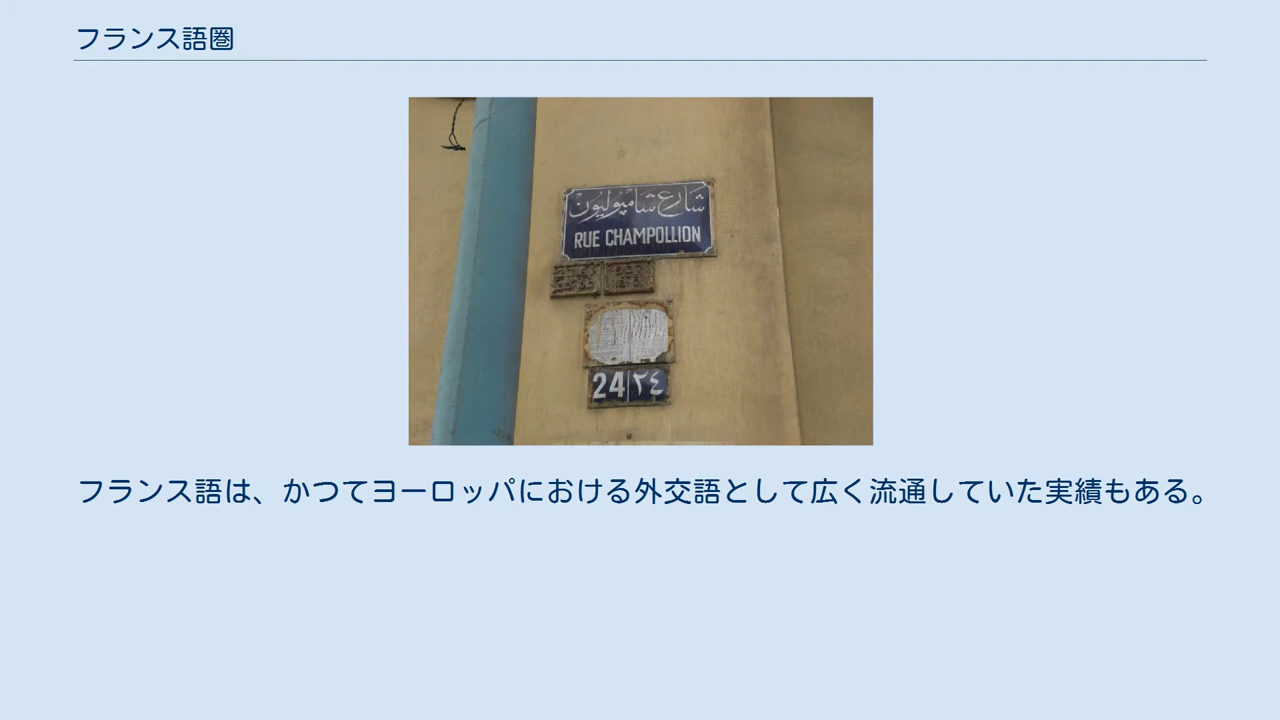 フランス語圏
شارع شامپوليون
RUE CHAMPOLLION
24 ٢٤
フランス語は、かつてヨーロッパにおける外交語として広く流通していた実績もある。